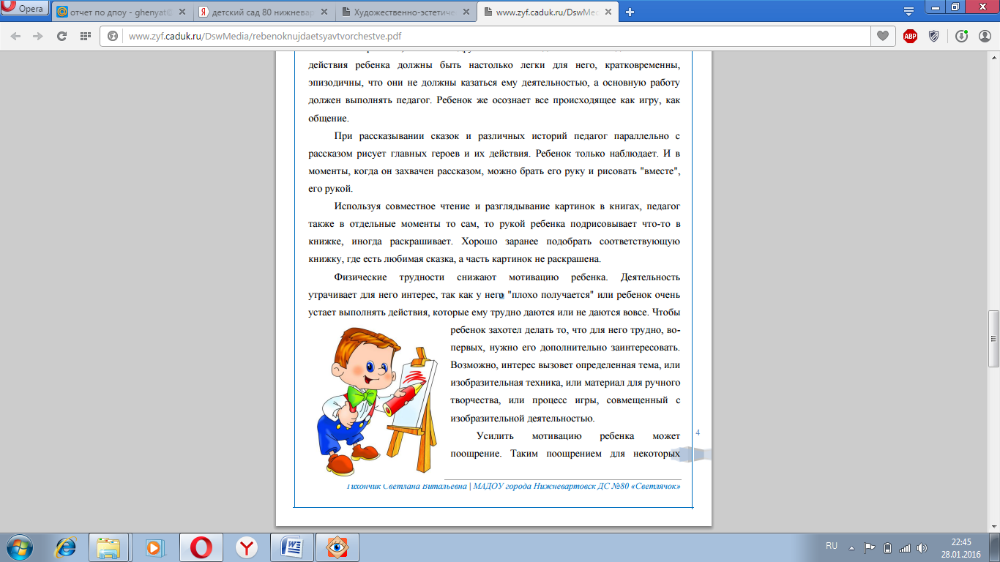 Opera
отчет по дпоу - ghenyat@
детский сад 80 нижневар
Художественно-эстетиче
www.zyf.caduk.ru/DswMed
www.zyf.caduk.ru/DswMedia/rebenoknujdaetsyavtvorchestve.pdf
ABP
действия ребенка должны быть настолько легки для него, кратковременны,
эпизодичны, что они не должны казаться ему деятельностью, а основную работу
должен выполнять педагог. Ребенок же осознает все происходящее как игру, как
общение.
При рассказывании сказок и различных историй педагог параллельно с
рассказом рисует главных героев и их действия. Ребенок только наблюдает. И в
моменты, когда он захвачен рассказом, можно брать его руку и рисовать "вместе",
его рукой.
Используя совместное чтение и разглядывание картинок в книгах, педагог
также в отдельные моменты то сам, то рукой ребенка подрисовывает что-то в
книжке, иногда раскрашивает. Хорошо заранее подобрать соответствующую
книжку, где есть любимая сказка, а часть картинок не раскрашена.
Физические трудности снижают мотивацию ребенка. Деятельность
утрачивает для него интерес, так как у него "плохо получается" или ребенок очень
устает выполнять действия, которые ему трудно даются или не даются вовсе. Чтобы
ребенок захотел делать то, что для него трудно, во-
первых, нужно его дополнительно заинтересовать.
Возможно, интерес вызовет определенная тема, или
изобразительная техника, или материал для ручного
творчества, или процесс игры, совмещенный с
изобразительной деятельностью.
Усилить мотивацию ребенка может
поощрение. Таким поощрением для некоторых
4
Тихончик Светлана Витальевна | МАДОУ города Нижневартовск ДС №80 «Светлячок»
RU
22:45
28.01.2016